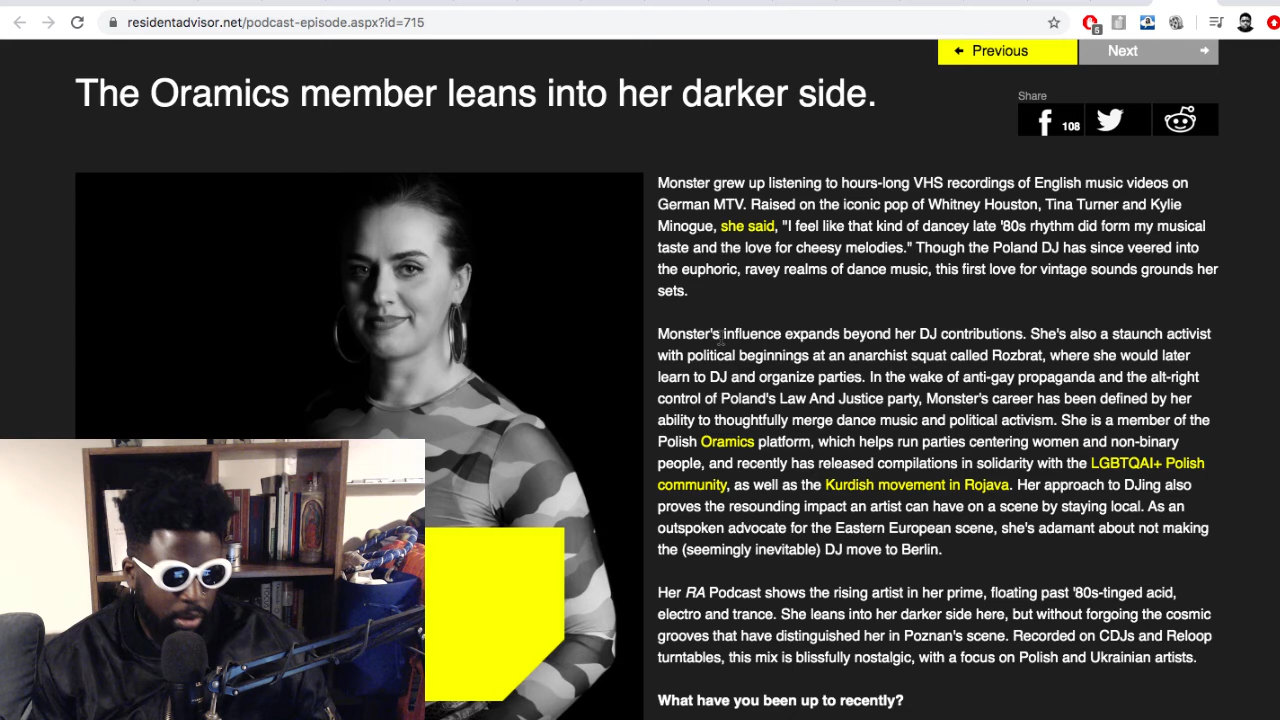 residentadvisor.net/podcast-episode.aspx?id=715
5
Previous
Next
The Oramics member leans into her darker side.
Share
108
Monster grew up listening to hours-long VHS recordings of English music videos on
German MTV. Raised on the iconic pop of Whitney Houston, Tina Turner and Kylie
Minogue, she said, "I feel like that kind of dancey late '80s rhythm did form my musical
taste and the love for cheesy melodies." Though the Poland DJ has since veered into
the euphoric, ravey realms of dance music, this first love for vintage sounds grounds her
sets.
Monster's influence expands beyond her DJ contributions. She's also a staunch activist
with political beginnings at an anarchist squat called Rozbrat, where she would later
learn to DJ and organize parties. In the wake of anti-gay propaganda and the alt-right
control of Poland's Law And Justice party, Monster's career has been defined by her
ability to thoughtfully merge dance music and political activism. She is a member of the
Polish Oramics platform, which helps run parties centering women and non-binary
people, and recently has released compilations in solidarity with the LGBTQAI+ Polish
community, as well as the Kurdish movement in Rojava. Her approach to DJing also
proves the resounding impact an artist can have on a scene by staying local. As an
outspoken advocate for the Eastern European scene, she's adamant about not making
the (seemingly inevitable) DJ move to Berlin.
Her RA Podcast shows the rising artist in her prime, floating past '80s-tinged acid,
electro and trance. She leans into her darker side here, but without forgoing the cosmic
grooves that have distinguished her in Poznan's scene. Recorded on CDJs and Reloop
turntables, this mix is blissfully nostalgic, with a focus on Polish and Ukrainian artists.
What have you been up to recently?